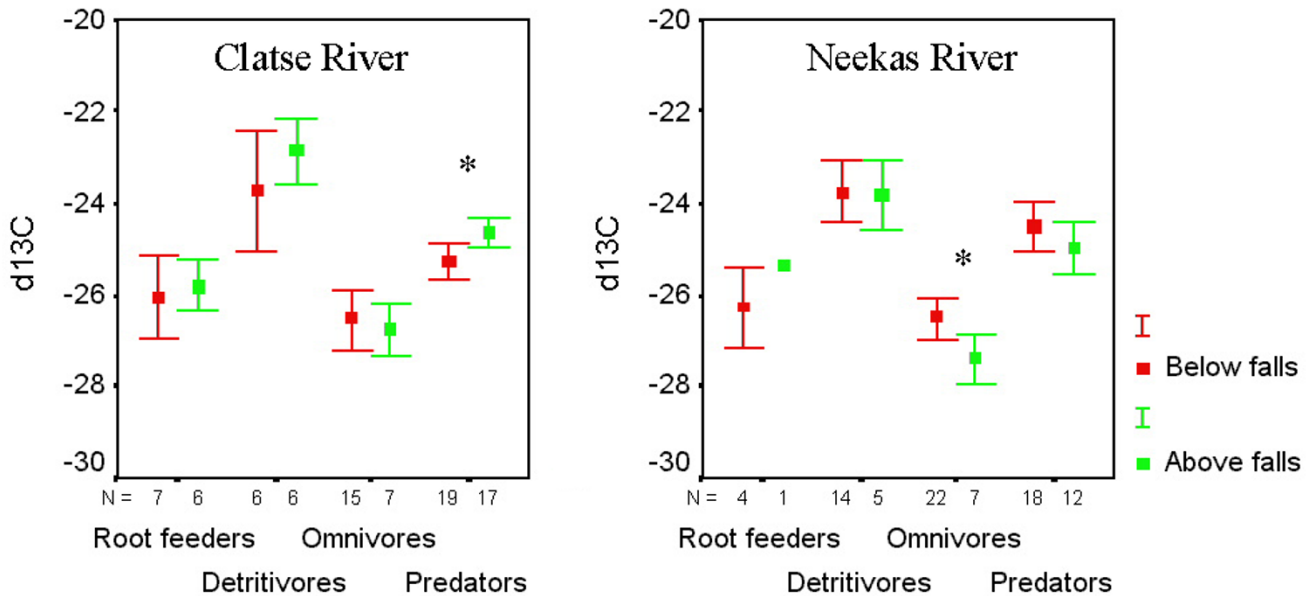 Clatse River
d13C
-20
-22
-24
-26
-28
-30
*
N = 7 6 6 6 15 7 19 17
Root feeders Omnivores
Detritivores Predators
Neekas River
d13C
-20
-22
-24
-26
-28
-30
*
N = 4 1 14 5 22 7 18 12
Root feeders Omnivores
Detritivores Predators
Below falls
Above falls